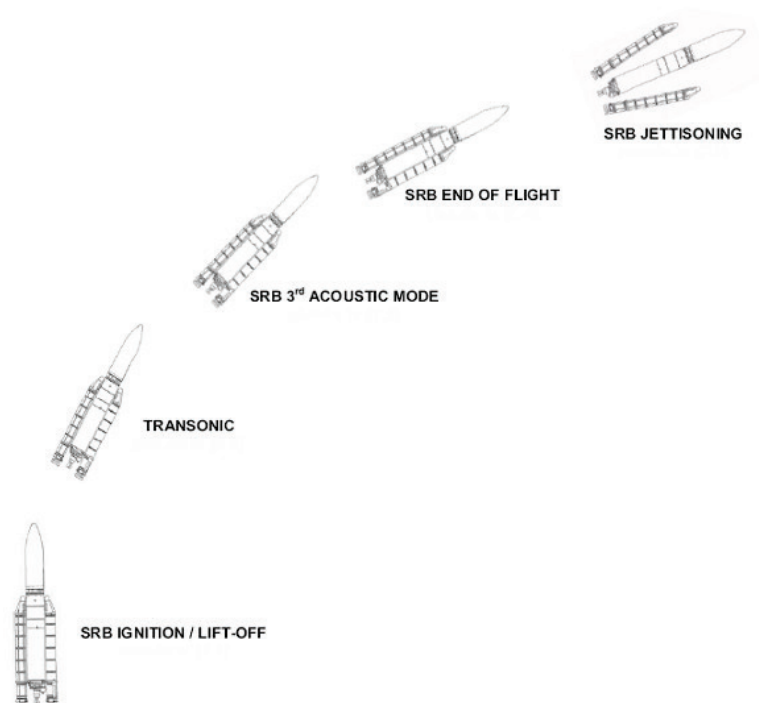 SRB JETTISONING
SRB END OF FLIGHT
SRB 3rd ACOUSTIC MODE
TRANSONIC
SRB IGNITION / LIFT-OFF